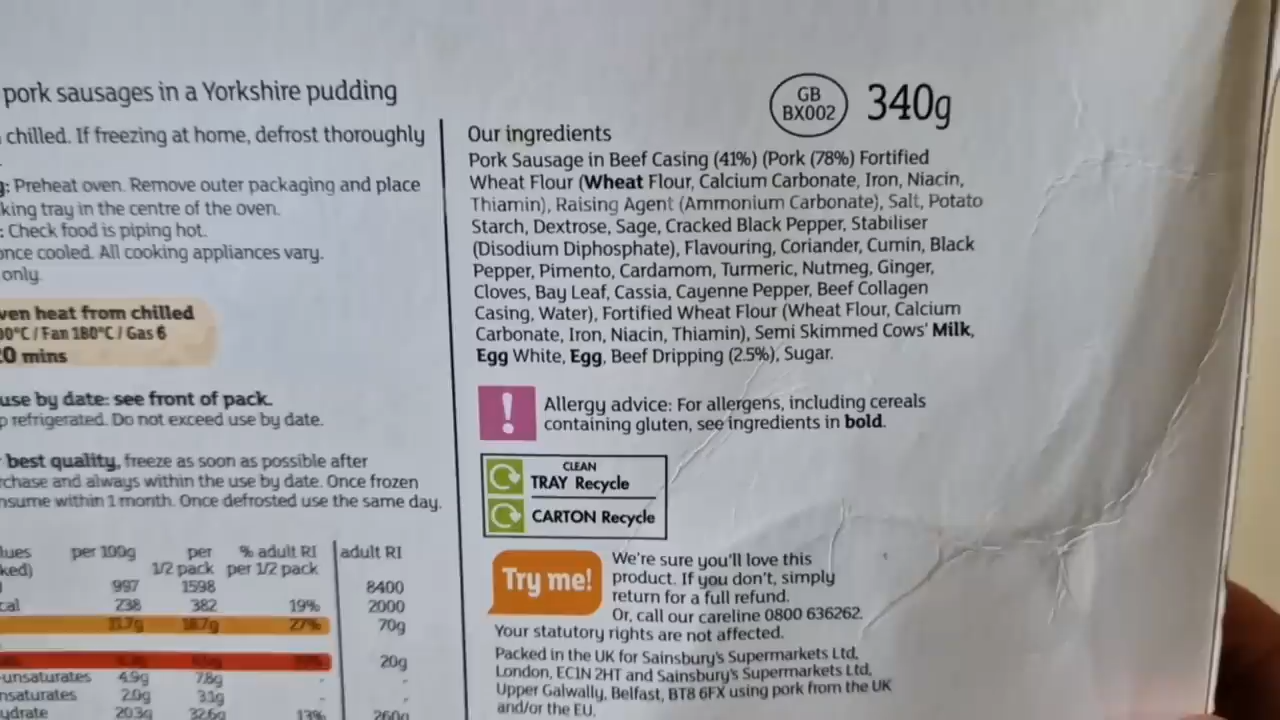 pork sausages in a Yorkshire pudding
chilled. If freezing at home, defrost thoroughly
Preheat oven. Remove outer packaging and place
king tray in the centre of the oven.
: Check food is piping hot.
once cooled. All cooking appliances vary.
only.
ven heat from chilled
00°C / Fan 180°C / Gas 6
20 mins
use by date: see front of pack.
p refrigerated. Do not exceed use by date.
best quality, freeze as soon as possible after
rchase and always within the use by date. Once frozen
nsume within 1 month. Once defrosted use the same day.
lues per 100g per % adult RI adult RI
ked) 1/2 pack per 1/2 pack
997 1598 8400
cal 238 382 19% 2000
11.7g 18.7g 27% 70g
20g
-unsaturates 4.9g 7.8g -
nsaturates 2.0g 3.1g -
ydrate 20.3g 32.6g 13% 260g
GB
BX002
340g
Our ingredients
Pork Sausage in Beef Casing (41%) (Pork (78%) Fortified
Wheat Flour (Wheat Flour, Calcium Carbonate, Iron, Niacin,
Thiamin), Raising Agent (Ammonium Carbonate), Salt, Potato
Starch, Dextrose, Sage, Cracked Black Pepper, Stabiliser
(Disodium Diphosphate), Flavouring, Coriander, Cumin, Black
Pepper, Pimento, Cardamom, Turmeric, Nutmeg, Ginger,
Cloves, Bay Leaf, Cassia, Cayenne Pepper, Beef Collagen
Casing, Water), Fortified Wheat Flour (Wheat Flour, Calcium
Carbonate, Iron, Niacin, Thiamin), Semi Skimmed Cows' Milk,
Egg White, Egg, Beef Dripping (2.5%), Sugar.
!
Allergy advice: For allergens, including cereals
containing gluten, see ingredients in bold.
CLEAN
TRAY Recycle
CARTON Recycle
Try me!
We're sure you'll love this
product. If you don't, simply
return for a full refund.
Or, call our careline 0800 636262.
Your statutory rights are not affected.
Packed in the UK for Sainsbury's Supermarkets Ltd,
London, EC1N 2HT and Sainsbury's Supermarkets Ltd,
Upper Galwally, Belfast, BT8 6FX using pork from the UK
and/or the EU.